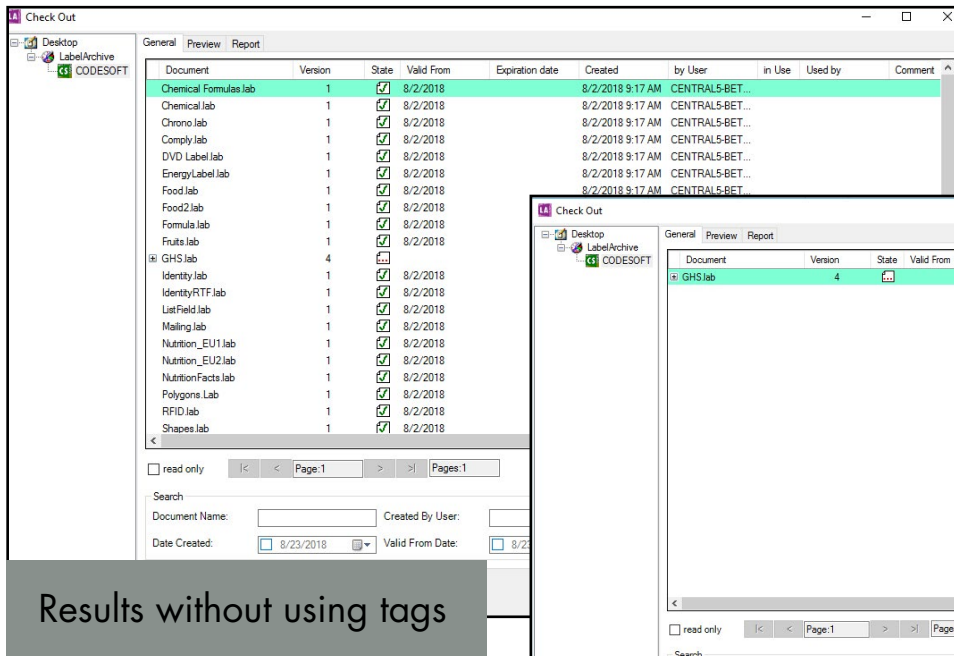 LA Check Out
Desktop
LabelArchive
CS CODESOFT
General Preview Report
Document Version State Valid From Expiration date Created by User in Use Used by Comment
Chemical Formulas.lab 1 8/2/2018 8/2/2018 9:17 AM CENTRAL5-BET...
Chemical.lab 1 8/2/2018 8/2/2018 9:17 AM CENTRAL5-BET...
Chrono.lab 1 8/2/2018 8/2/2018 9:17 AM CENTRAL5-BET...
Comply.lab 1 8/2/2018 8/2/2018 9:17 AM CENTRAL5-BET...
DVD Label.lab 1 8/2/2018 8/2/2018 9:17 AM CENTRAL5-BET...
EnergyLabel.lab 1 8/2/2018 8/2/2018 9:17 AM CENTRAL5-BET...
Food.lab 1 8/2/2018 8/2/2018 9:17 AM CENTRAL5-BET...
Food2.lab 1 8/2/2018
Formula.lab 1 8/2/2018
Fruits.lab 1 8/2/2018
GHS.lab 4
Identity.lab 1 8/2/2018
IdentityRTF.lab 1 8/2/2018
ListField.lab 1 8/2/2018
Mailing.lab 1 8/2/2018
Nutrition_EU1.lab 1 8/2/2018
Nutrition_EU2.lab 1 8/2/2018
NutritionFacts.lab 1 8/2/2018
Polygons.Lab 1 8/2/2018
RFID.lab 1 8/2/2018
Shapes.lab 1 8/2/2018
read only |< < Page:1 > >| Pages:1
Search
Document Name: Created By User:
Date Created: 8/23/2018 Valid From Date: 8/2
Results without using tags
LA Check Out
Desktop
LabelArchive
CS CODESOFT
General Preview Report
Document Version State Valid From
GHS.lab 4
read only |< < Page:1 > >| Page
Search